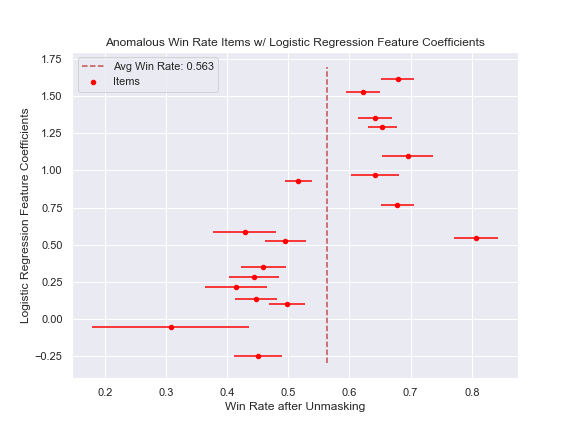 Anomalous Win Rate Items w/ Logistic Regression Feature Coefficients
Avg Win Rate: 0.563
Items
Logistic Regression Feature Coefficients
1.75
1.50
1.25
1.00
0.75
0.50
0.25
0.00
−0.25
0.2 0.3 0.4 0.5 0.6 0.7 0.8
Win Rate after Unmasking